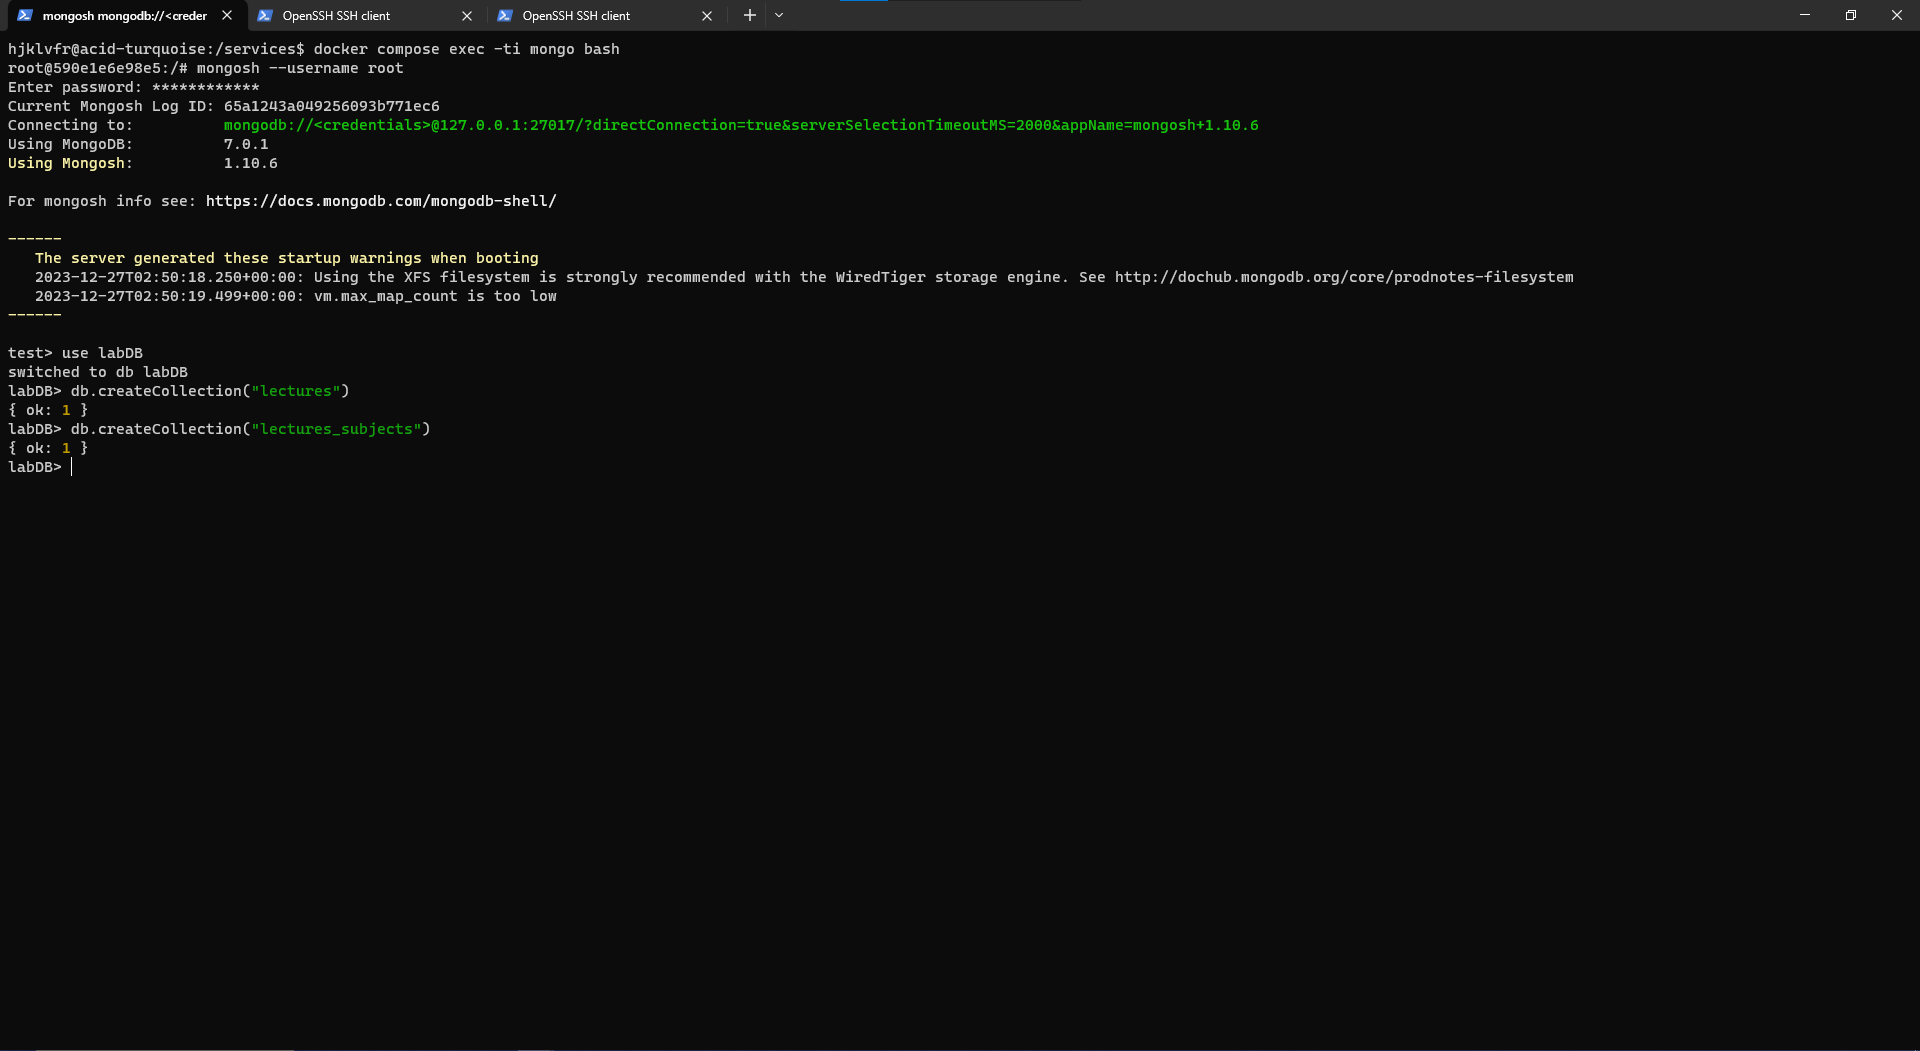 mongosh mongodb://<creder
OpenSSH SSH client
OpenSSH SSH client
hjklvfr@acid-turquoise:/services$ docker compose exec -ti mongo bash
root@590e1e6e98e5:/# mongosh --username root
Enter password: ************
Current Mongosh Log ID: 65a1243a049256093b771ec6
Connecting to:          mongodb://<credentials>@127.0.0.1:27017/?directConnection=true&serverSelectionTimeoutMS=2000&appName=mongosh+1.10.6
Using MongoDB:          7.0.1
Using Mongosh:          1.10.6
For mongosh info see: https://docs.mongodb.com/mongodb-shell/
------
   The server generated these startup warnings when booting
   2023-12-27T02:50:18.250+00:00: Using the XFS filesystem is strongly recommended with the WiredTiger storage engine. See http://dochub.mongodb.org/core/prodnotes-filesystem
   2023-12-27T02:50:19.499+00:00: vm.max_map_count is too low
------
test> use labDB
switched to db labDB
labDB> db.createCollection("lectures")
{ ok: 1 }
labDB> db.createCollection("lectures_subjects")
{ ok: 1 }
labDB>